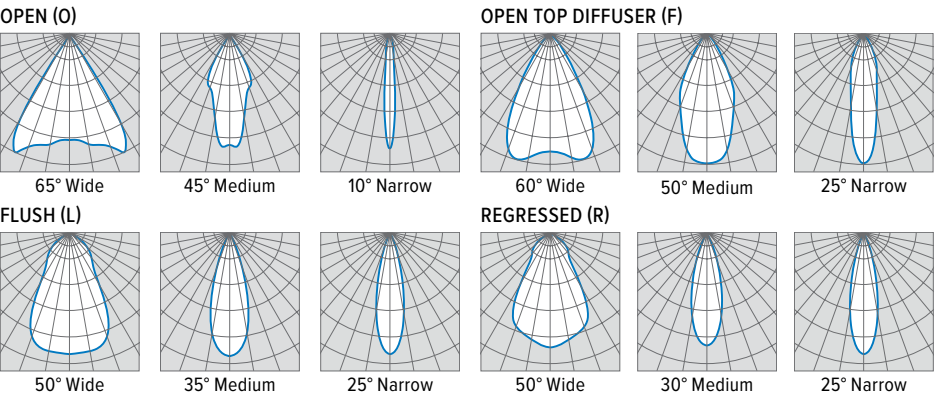 OPEN (O)
65° Wide
45° Medium
10° Narrow
OPEN TOP DIFFUSER (F)
60° Wide
50° Medium
25° Narrow
FLUSH (L)
50° Wide
35° Medium
25° Narrow
REGRESSED (R)
50° Wide
30° Medium
25° Narrow